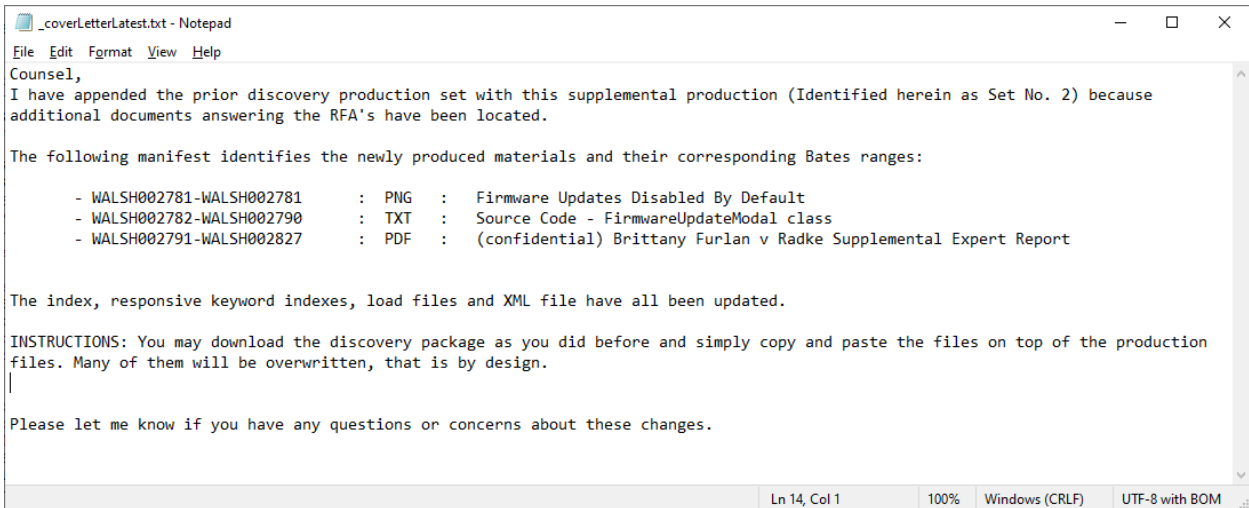 _coverLetterLatest.txt - Notepad
File Edit Format View Help
Counsel,
I have appended the prior discovery production set with this supplemental production (Identified herein as Set No. 2) because
additional documents answering the RFA's have been located.
The following manifest identifies the newly produced materials and their corresponding Bates ranges:
- WALSH002781-WALSH002781 : PNG : Firmware Updates Disabled By Default
- WALSH002782-WALSH002790 : TXT : Source Code - FirmwareUpdateModal class
- WALSH002791-WALSH002827 : PDF : (confidential) Brittany Furlan v Radke Supplemental Expert Report
The index, responsive keyword indexes, load files and XML file have all been updated.
INSTRUCTIONS: You may download the discovery package as you did before and simply copy and paste the files on top of the production
files. Many of them will be overwritten, that is by design.
Please let me know if you have any questions or concerns about these changes.
Ln 14, Col 1 100% Windows (CRLF) UTF-8 with BOM